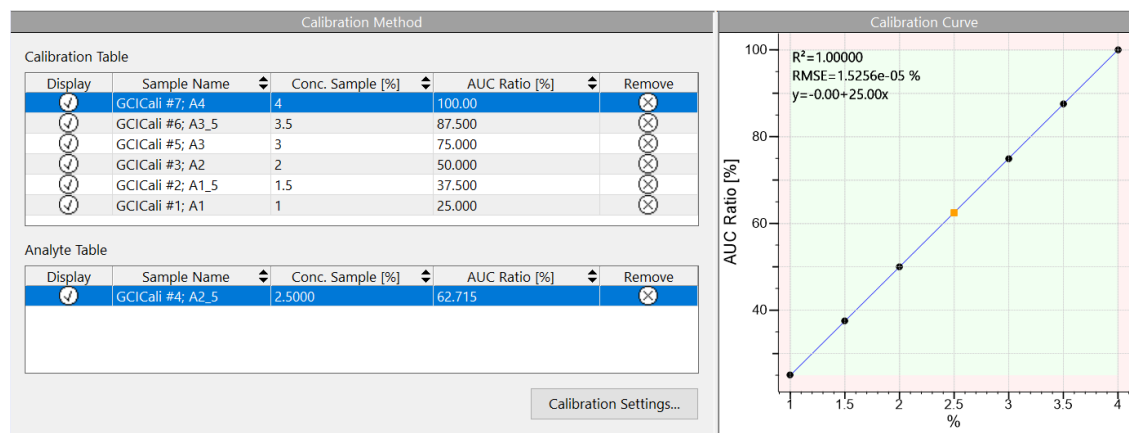 Calibration Method
Calibration Table
Display Sample Name Conc. Sample [%] AUC Ratio [%] Remove
GCICali #7; A4 4 100.00
GCICali #6; A3_5 3.5 87.500
GCICali #5; A3 3 75.000
GCICali #3; A2 2 50.000
GCICali #2; A1_5 1.5 37.500
GCICali #1; A1 1 25.000
Analyte Table
Display Sample Name Conc. Sample [%] AUC Ratio [%] Remove
GCICali #4; A2_5 2.5000 62.715
Calibration Settings...
Calibration Curve
R²=1.00000
RMSE=1.5256e-05 %
y=-0.00+25.00x
AUC Ratio [%]
100
80
60
40
1 1.5 2 2.5 3 3.5 4
%